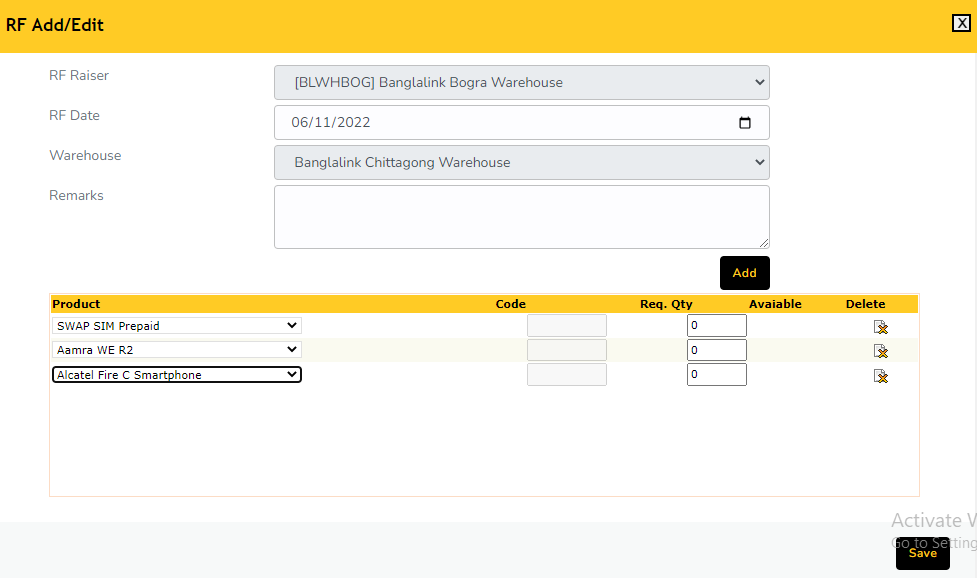 RF Add/Edit
X
RF Raiser
[BLWHBOG] Banglalink Bogra Warehouse
RF Date
06/11/2022
Warehouse
Banglalink Chittagong Warehouse
Remarks
Add
Product Code Req. Qty Avaiable Delete
SWAP SIM Prepaid 0
Aamra WE R2 0
Alcatel Fire C Smartphone 0
Activate W
Go to Setting
Save